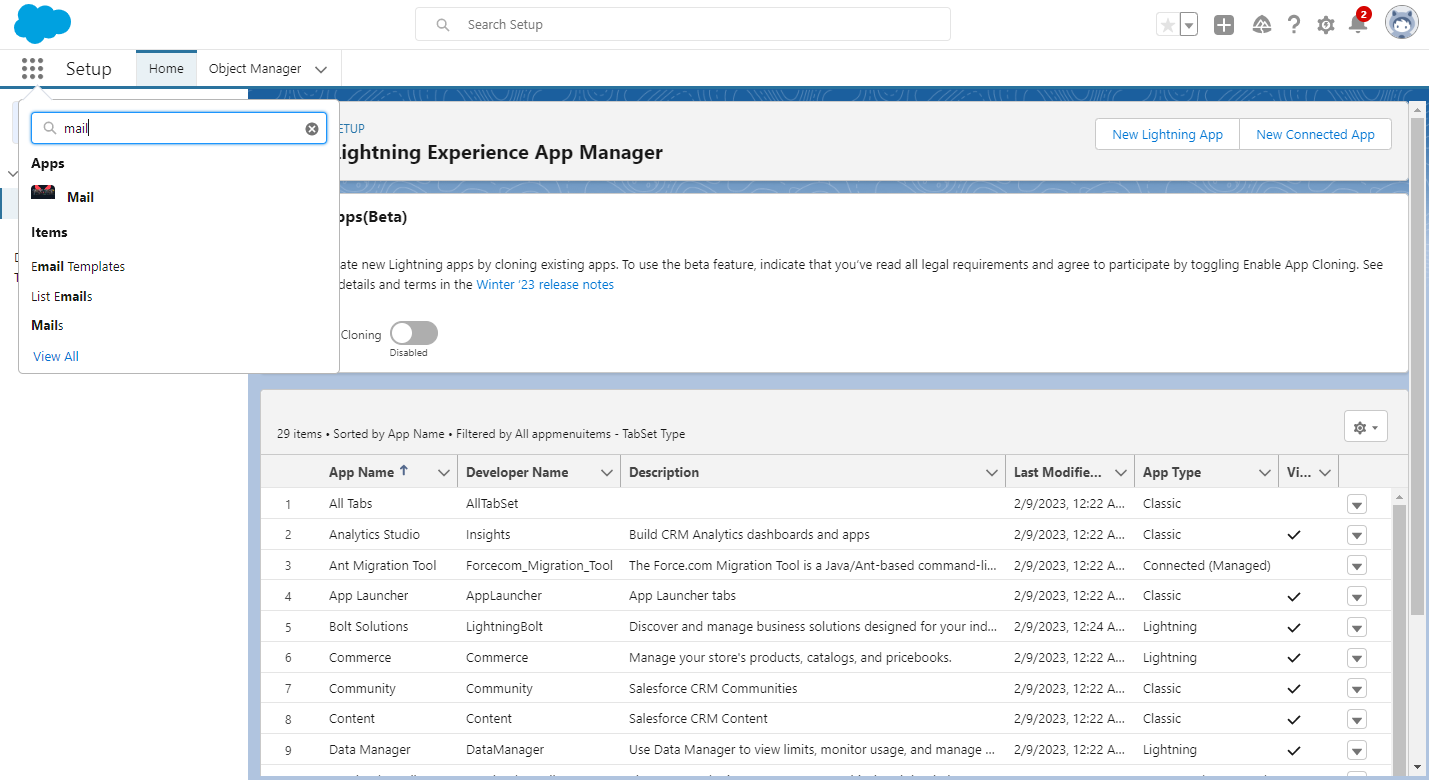 Search Setup
2
Setup
Home
Object Manager
mail
Apps
Mail
Items
Email Templates
List Emails
Mails
View All
ETUP
ightning Experience App Manager
New Lightning App
New Connected App
pps(Beta)
ate new Lightning apps by cloning existing apps. To use the beta feature, indicate that you've read all legal requirements and agree to participate by toggling Enable App Cloning. See
details and terms in the Winter '23 release notes
Cloning
Disabled
29 items • Sorted by App Name • Filtered by All appmenuitems - TabSet Type
App Name Developer Name Description Last Modifie... App Type Vi...
1 All Tabs AllTabSet 2/9/2023, 12:22 A... Classic
2 Analytics Studio Insights Build CRM Analytics dashboards and apps 2/9/2023, 12:22 A... Classic
3 Ant Migration Tool Forcecom_Migration_Tool The Force.com Migration Tool is a Java/Ant-based command-li... 2/9/2023, 12:22 A... Connected (Managed)
4 App Launcher AppLauncher App Launcher tabs 2/9/2023, 12:22 A... Classic
5 Bolt Solutions LightningBolt Discover and manage business solutions designed for your ind... 2/9/2023, 12:24 A... Lightning
6 Commerce Commerce Manage your store's products, catalogs, and pricebooks. 2/9/2023, 12:22 A... Lightning
7 Community Community Salesforce CRM Communities 2/9/2023, 12:22 A... Classic
8 Content Content Salesforce CRM Content 2/9/2023, 12:22 A... Classic
9 Data Manager DataManager Use Data Manager to view limits, monitor usage, and manage ... 2/9/2023, 12:22 A... Lightning